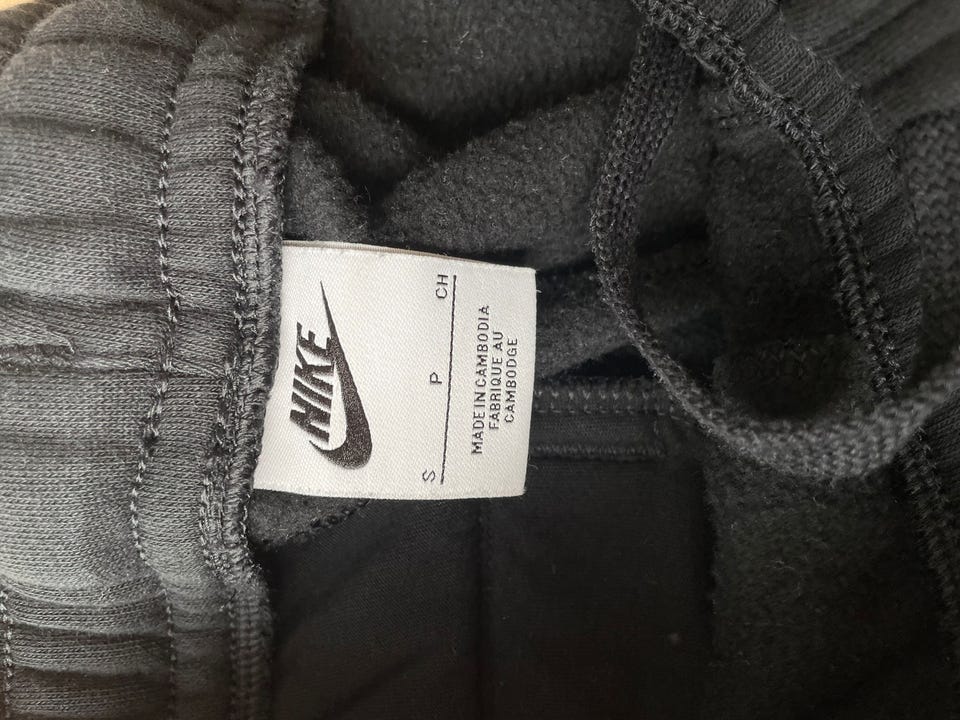 NIKE
S P CH
MADE IN CAMBODIA
FABRIQUE AU
CAMBODGE